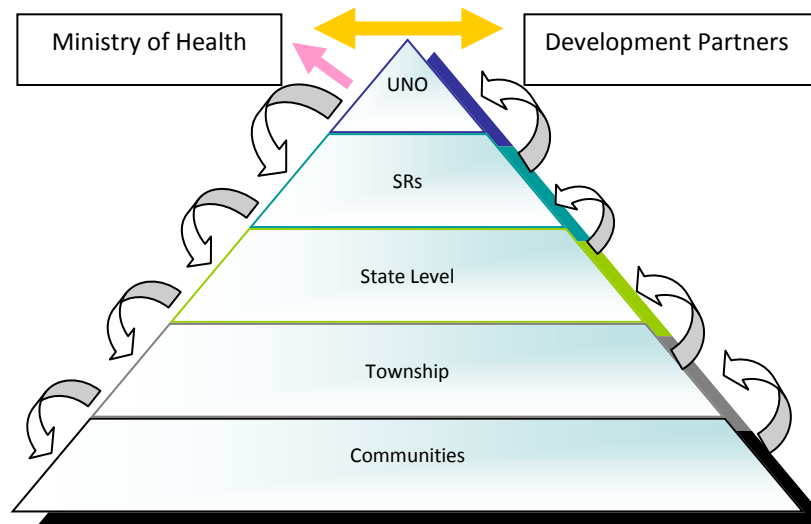 Ministry of Health
Development Partners
UNO
SRs
State Level
Township
Communities